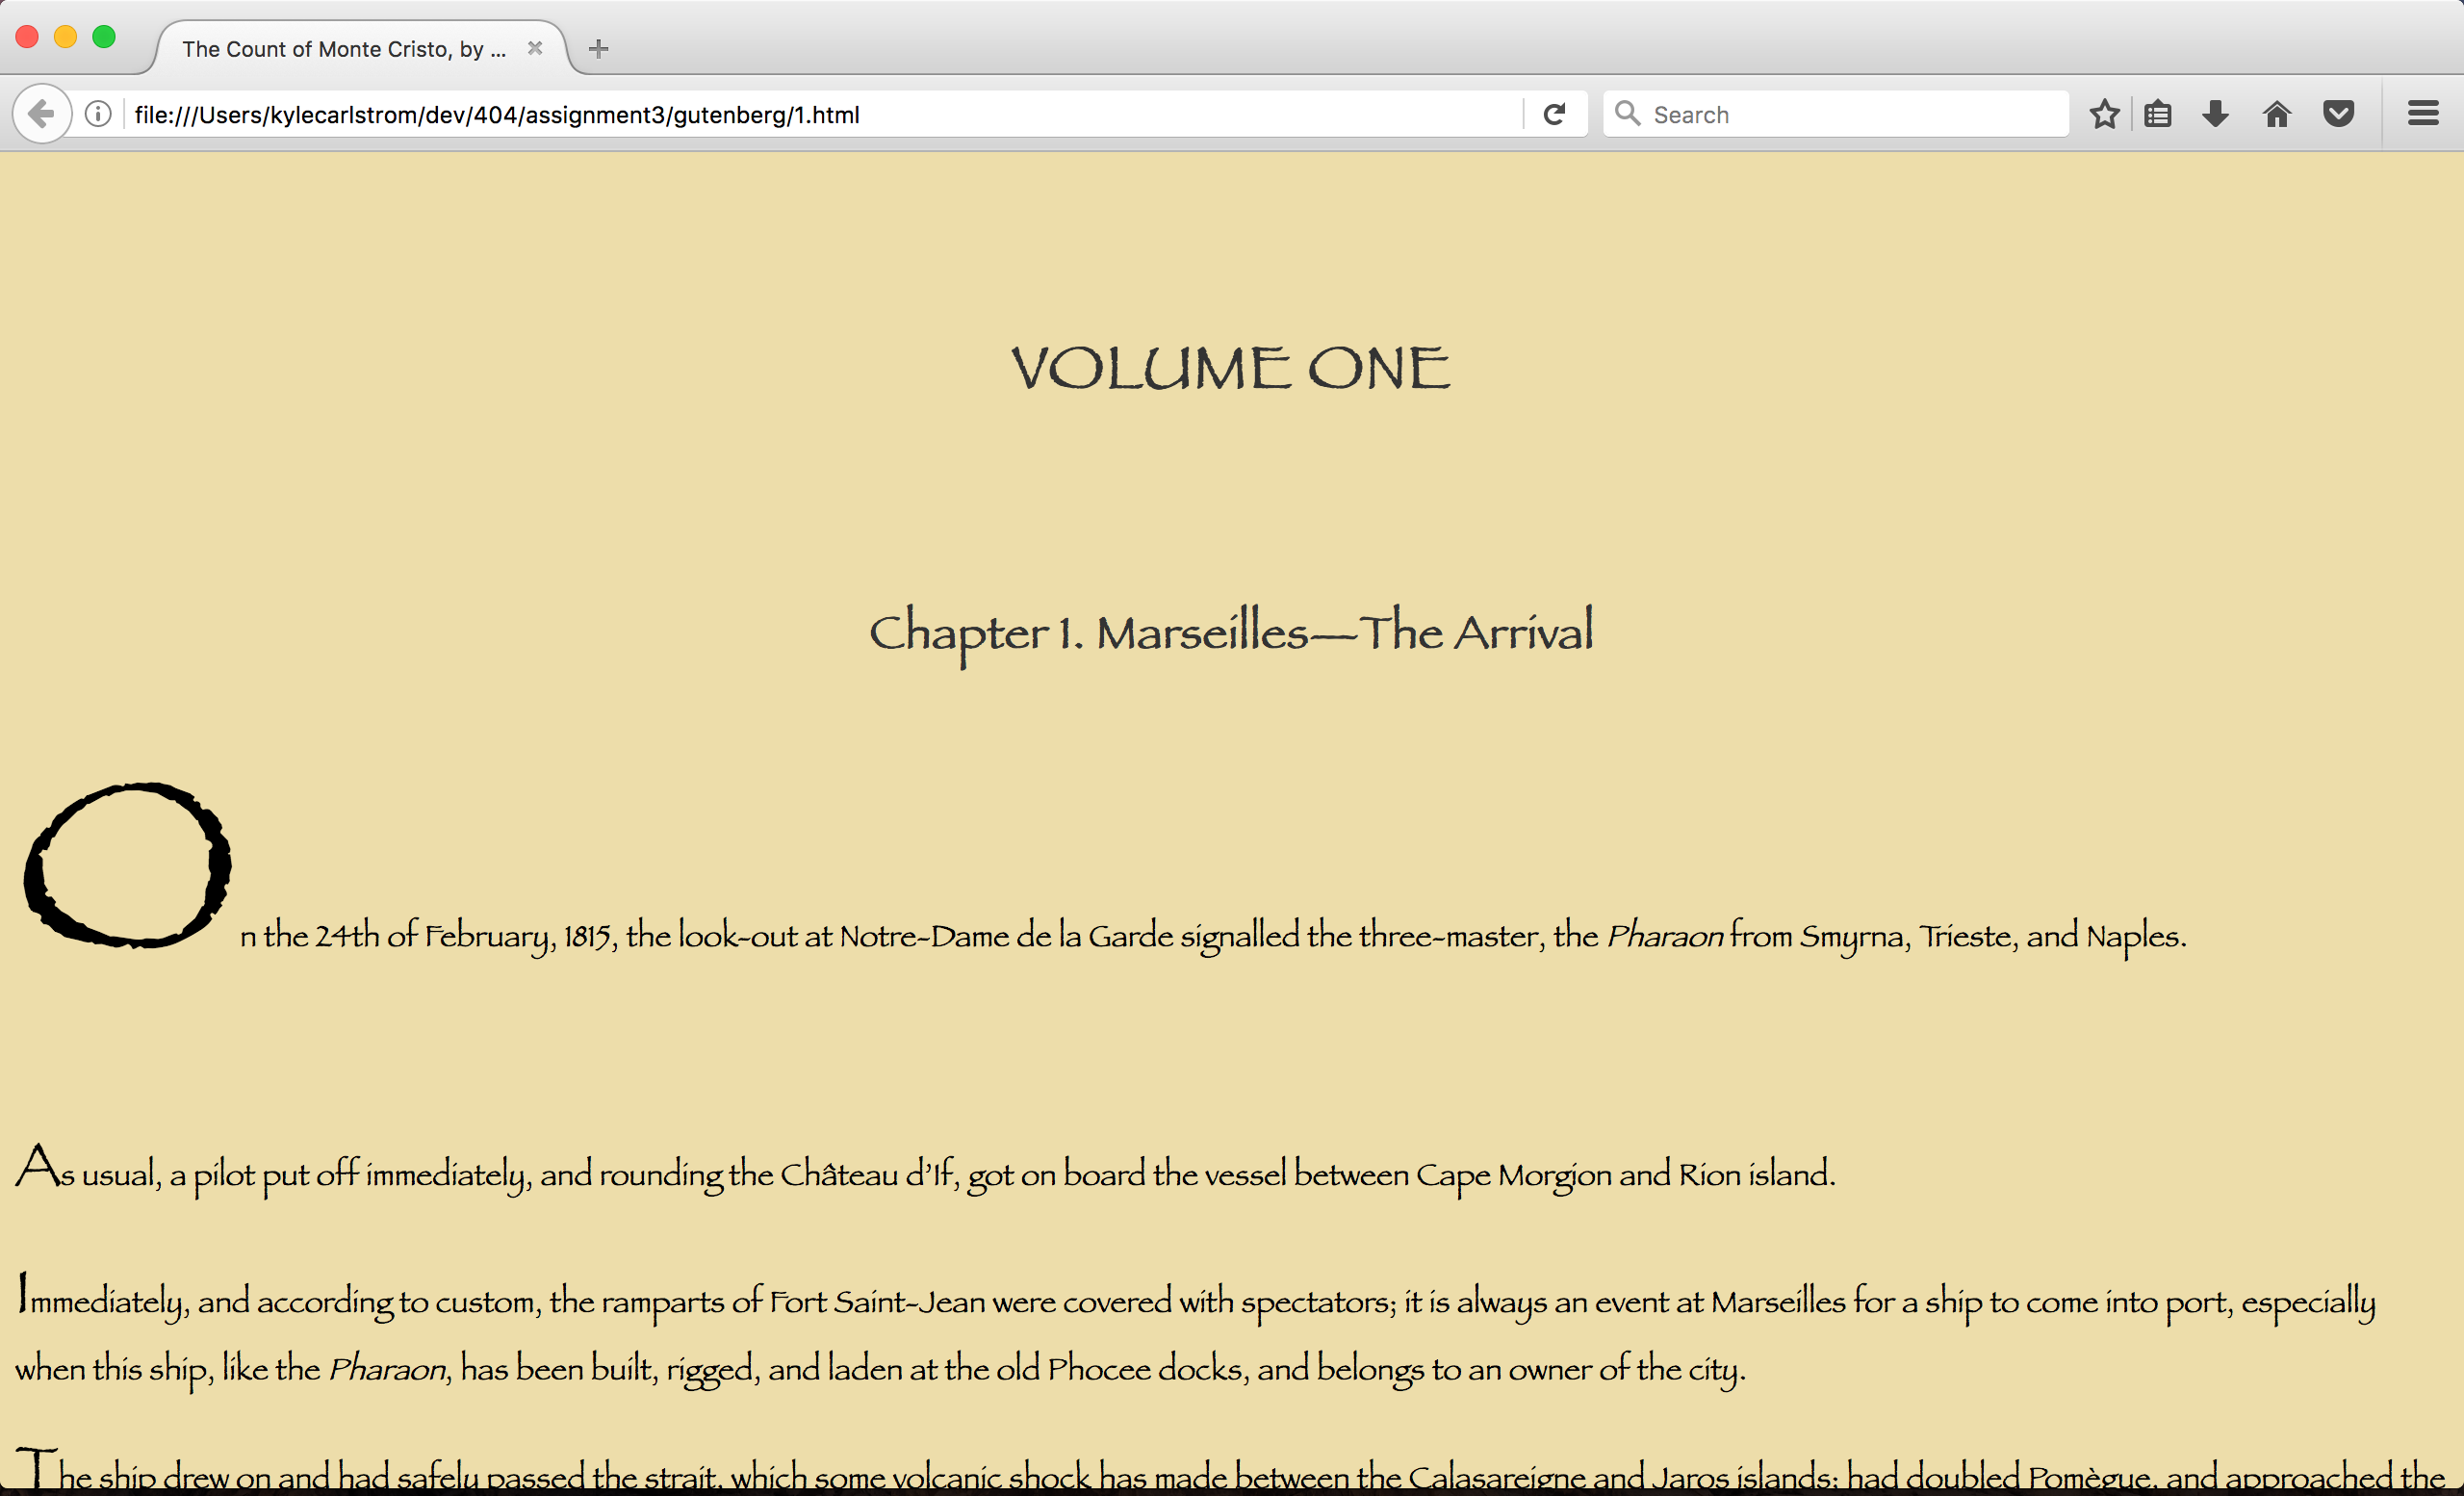 The Count of Monte Cristo, by ...
file:///Users/kylecarlstrom/dev/404/assignment3/gutenberg/1.html
Search
VOLUME ONE
Chapter 1. Marseilles—The Arrival
On the 24th of February, 1815, the look-out at Notre-Dame de la Garde signalled the three-master, the Pharaon from Smyrna, Trieste, and Naples.
As usual, a pilot put off immediately, and rounding the Château d’If, got on board the vessel between Cape Morgion and Rion island.
Immediately, and according to custom, the ramparts of Fort Saint-Jean were covered with spectators; it is always an event at Marseilles for a ship to come into port, especially
when this ship, like the Pharaon, has been built, rigged, and laden at the old Phocee docks, and belongs to an owner of the city.
The ship drew on and had safely passed the strait, which some volcanic shock has made between the Calasareigne and Jaros islands; had doubled Pomègue, and approached the